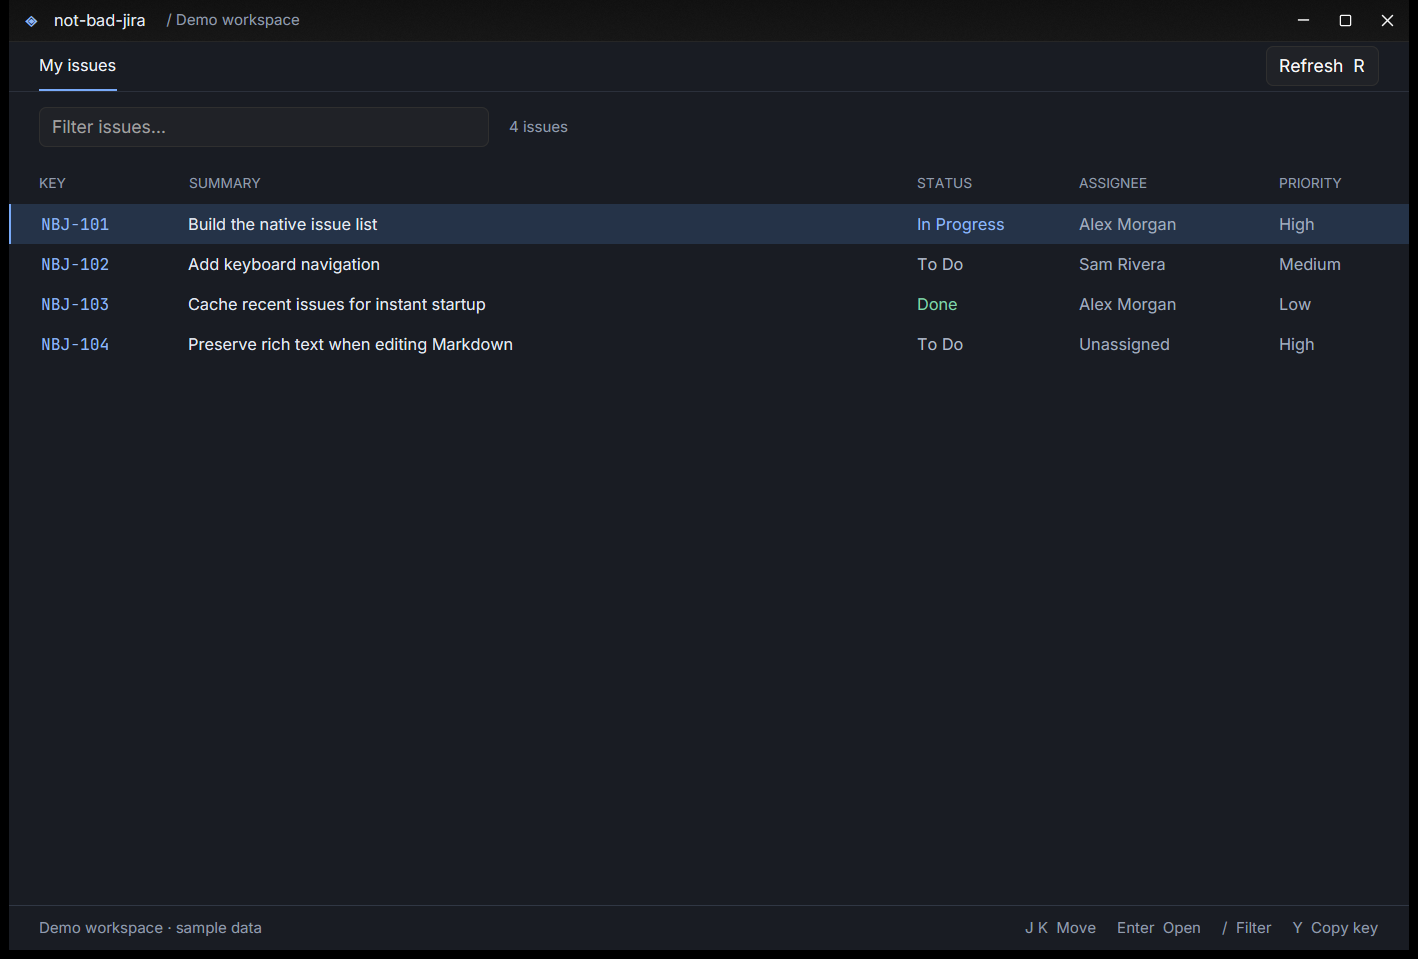 not-bad-jira / Demo workspace
My issues Refresh R
Filter issues... 4 issues
KEY SUMMARY STATUS ASSIGNEE PRIORITY
NBJ-101 Build the native issue list In Progress Alex Morgan High
NBJ-102 Add keyboard navigation To Do Sam Rivera Medium
NBJ-103 Cache recent issues for instant startup Done Alex Morgan Low
NBJ-104 Preserve rich text when editing Markdown To Do Unassigned High
Demo workspace · sample data J K Move Enter Open / Filter Y Copy key